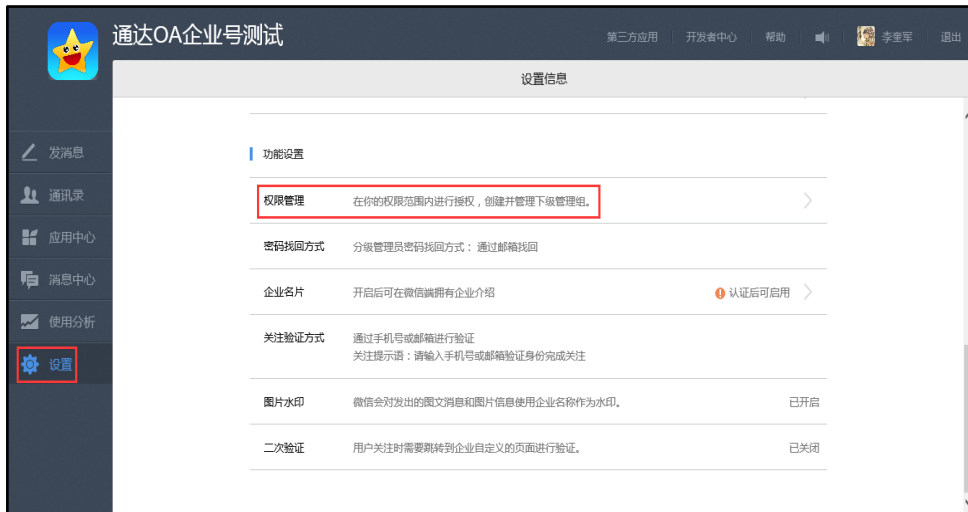 通达OA企业号测试
第三方应用 开发者中心 帮助 李奎军 退出
设置信息
发消息
通讯录
应用中心
消息中心
使用分析
设置
功能设置
权限管理 在你的权限范围内进行授权，创建并管理下级管理组。
密码找回方式 分级管理员密码找回方式： 通过邮箱找回
企业名片 开启后可在微信端拥有企业介绍 认证后可启用
关注验证方式 通过手机号或邮箱进行验证
关注提示语：请输入手机号或邮箱验证身份完成关注
图片水印 微信会对发出的图文消息和图片信息使用企业名称作为水印。 已开启
二次验证 用户关注时需要跳转到企业自定义的页面进行验证。 已关闭